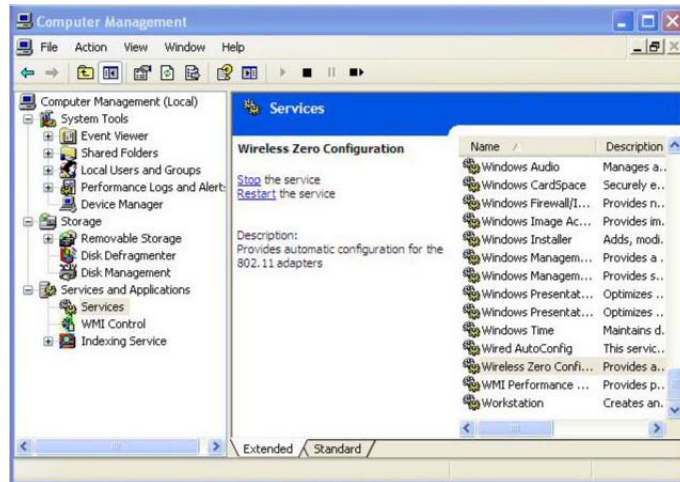 Computer Management
File Action View Window Help
Computer Management (Local)
System Tools
Event Viewer
Shared Folders
Local Users and Groups
Performance Logs and Alert:
Device Manager
Storage
Removable Storage
Disk Defragmenter
Disk Management
Services and Applications
Services
WMI Control
Indexing Service
Services
Wireless Zero Configuration
Stop the service
Restart the service
Description:
Provides automatic configuration for the
802.11 adapters
Name Description
Windows Audio Manages a...
Windows CardSpace Securely e...
Windows Firewall/I... Provides n...
Windows Image Ac... Provides im...
Windows Installer Adds, modi...
Windows Managem... Provides a ...
Windows Managem... Provides s...
Windows Presentat... Optimizes ...
Windows Presentat... Optimizes ...
Windows Time Maintains d...
Wired AutoConfig This servic...
Wireless Zero Confi... Provides a...
WMI Performance ... Provides p...
Workstation Creates an...
Extended Standard